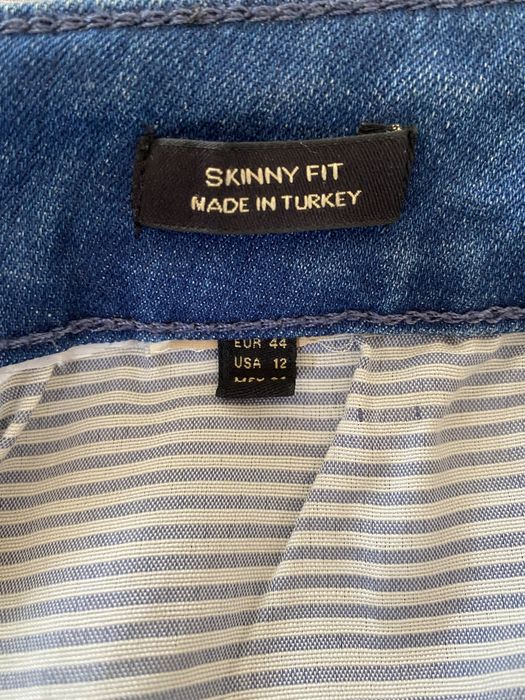 SKINNY FIT
MADE IN TURKEY
EUR 44
USA 12